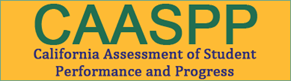 CAASPP
California Assessment of Student
Performance and Progress